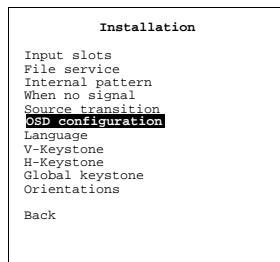 Installation
Input slots
File service
Internal pattern
When no signal
Source transition
OSD configuration
Language
V-Keystone
H-Keystone
Global keystone
Orientations
Back